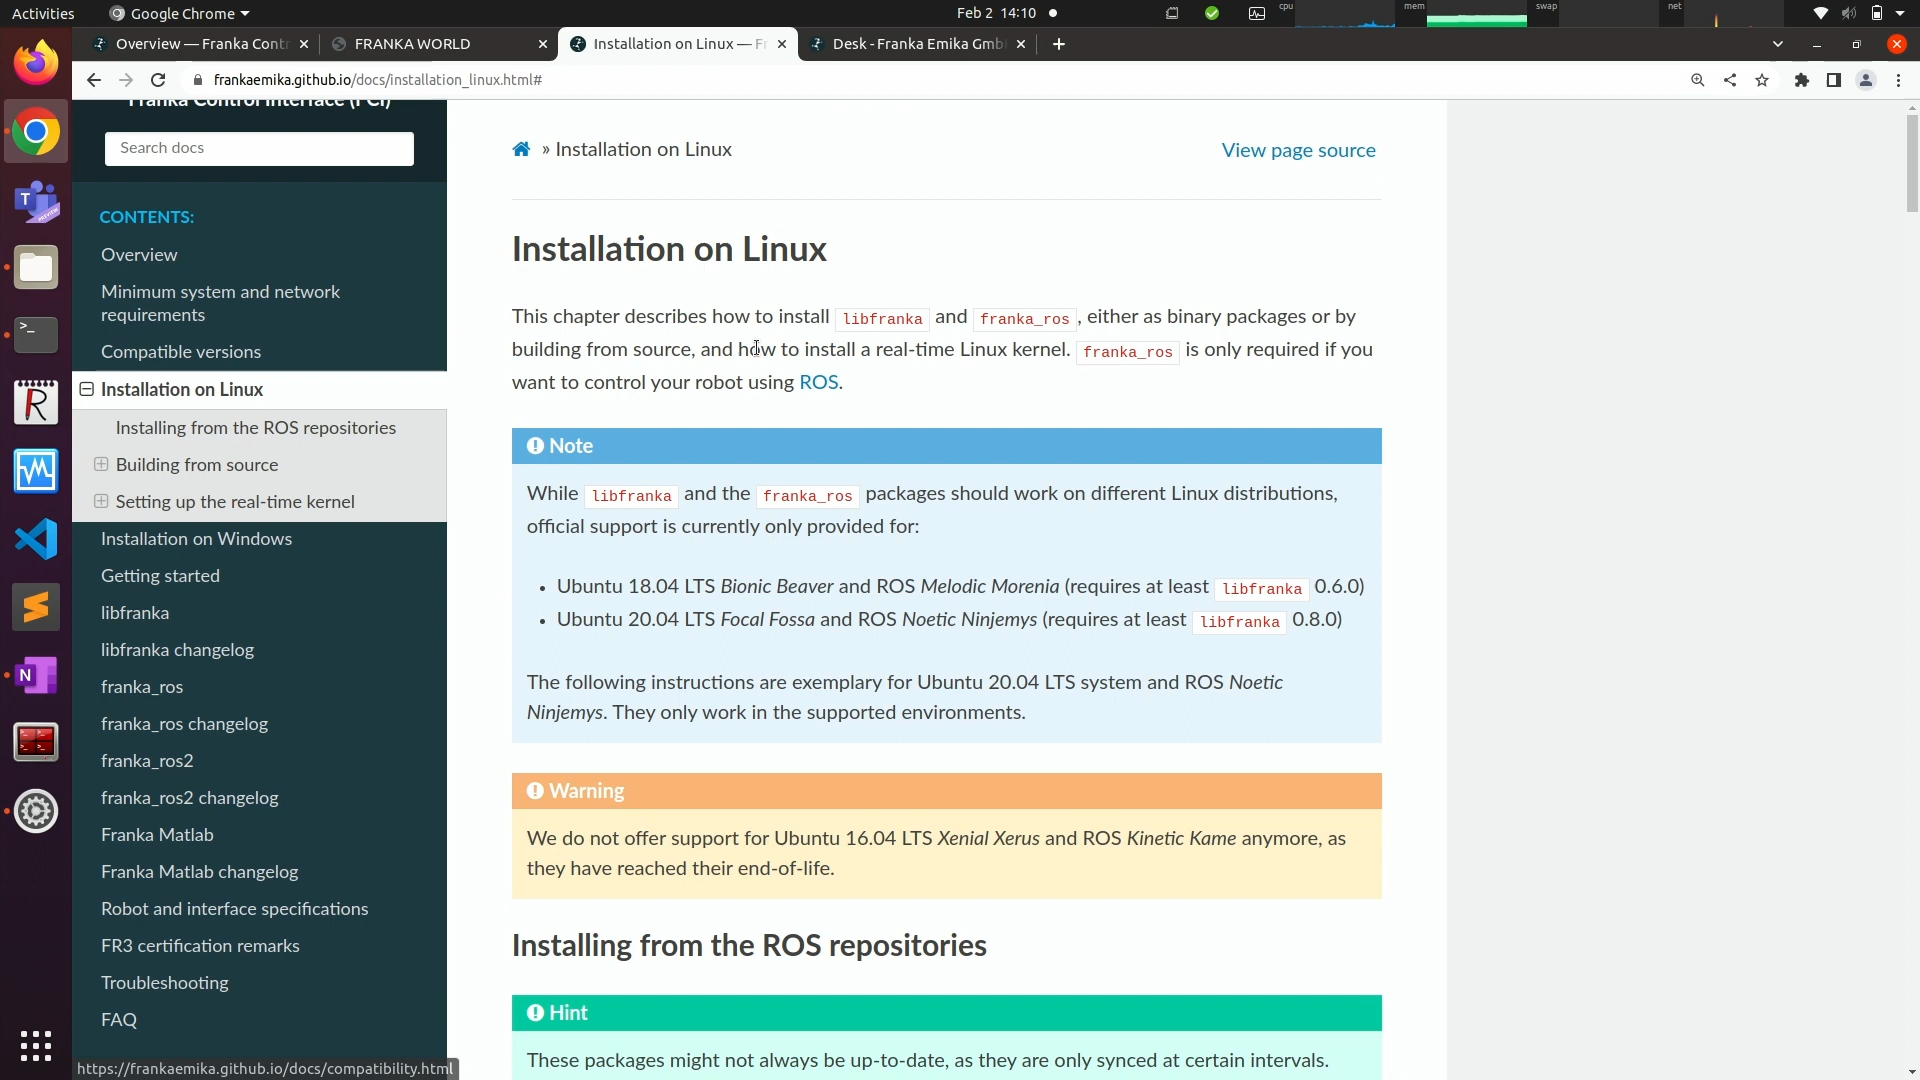 Activities
Google Chrome
Feb 2 14:10
cpu
mem
swap
net
Overview — Franka Contr
FRANKA WORLD
Installation on Linux — Fr
Desk - Franka Emika Gmb
frankaemika.github.io/docs/installation_linux.html#
Franka Control Interface (FCI)
Search docs
CONTENTS:
Overview
Minimum system and network
requirements
Compatible versions
Installation on Linux
Installing from the ROS repositories
Building from source
Setting up the real-time kernel
Installation on Windows
Getting started
libfranka
libfranka changelog
franka_ros
franka_ros changelog
franka_ros2
franka_ros2 changelog
Franka Matlab
Franka Matlab changelog
Robot and interface specifications
FR3 certification remarks
Troubleshooting
FAQ
https://frankaemika.github.io/docs/compatibility.html
» Installation on Linux
View page source
Installation on Linux
This chapter describes how to install libfranka and franka_ros, either as binary packages or by
building from source, and how to install a real-time Linux kernel. franka_ros is only required if you
want to control your robot using ROS.
Note
While libfranka and the franka_ros packages should work on different Linux distributions,
official support is currently only provided for:
• Ubuntu 18.04 LTS Bionic Beaver and ROS Melodic Morenia (requires at least libfranka 0.6.0)
• Ubuntu 20.04 LTS Focal Fossa and ROS Noetic Ninjemys (requires at least libfranka 0.8.0)
The following instructions are exemplary for Ubuntu 20.04 LTS system and ROS Noetic
Ninjemys. They only work in the supported environments.
Warning
We do not offer support for Ubuntu 16.04 LTS Xenial Xerus and ROS Kinetic Kame anymore, as
they have reached their end-of-life.
Installing from the ROS repositories
Hint
These packages might not always be up-to-date, as they are only synced at certain intervals.